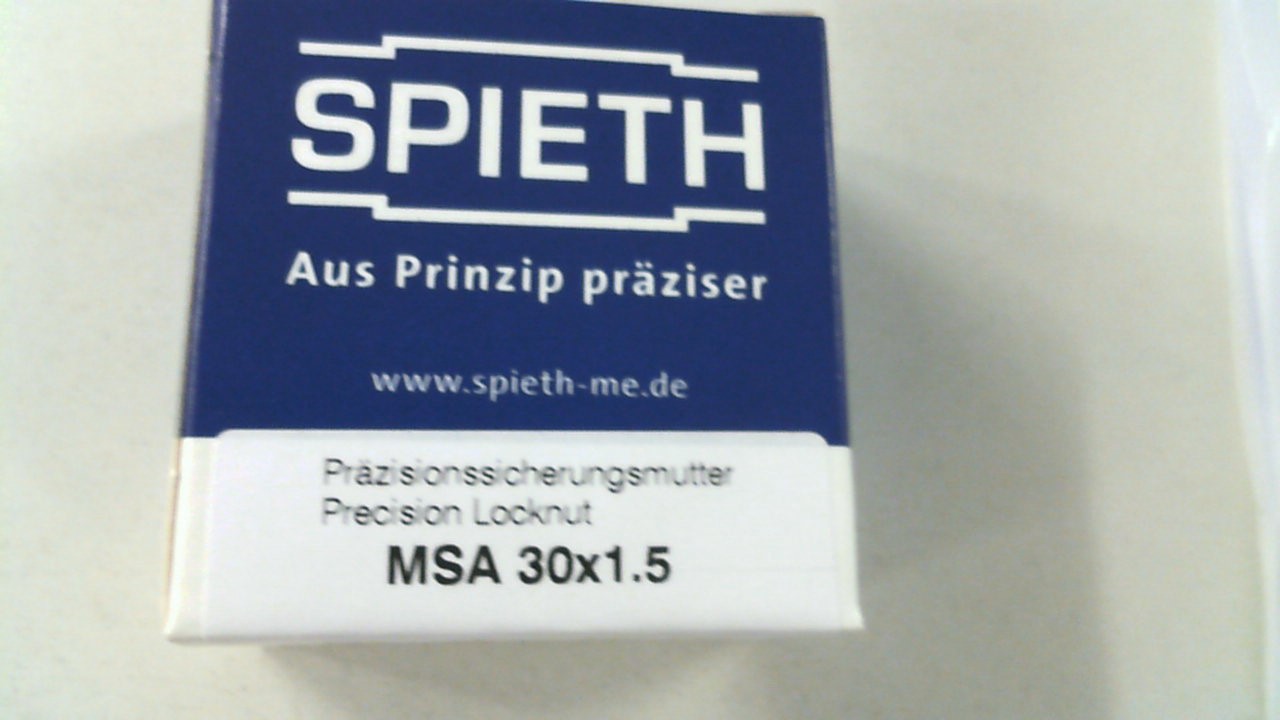 SPIETH
Aus Prinzip präziser
www.spieth-me.de
Präzisionssicherungsmutter
Precision Locknut
MSA 30x1.5